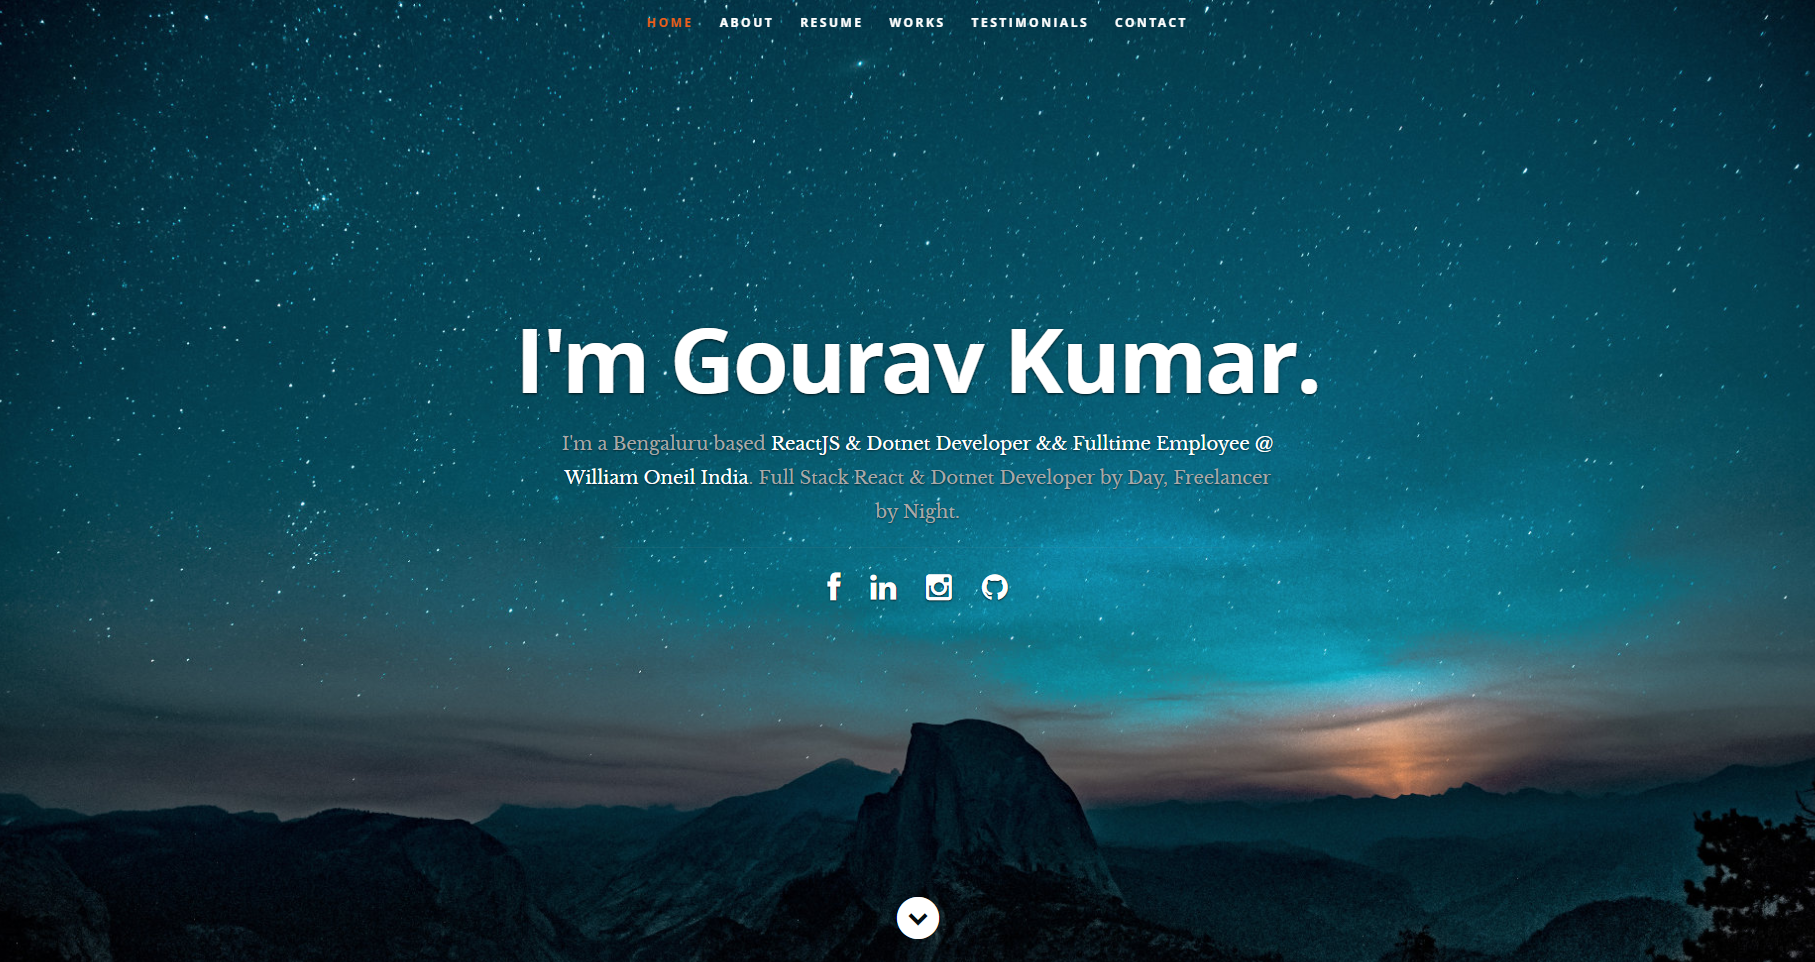 HOME ABOUT RESUME WORKS TESTIMONIALS CONTACT
I'm Gourav Kumar.
I'm a Bengaluru based ReactJS & Dotnet Developer && Fulltime Employee @
William Oneil India. Full Stack React & Dotnet Developer by Day, Freelancer
by Night.